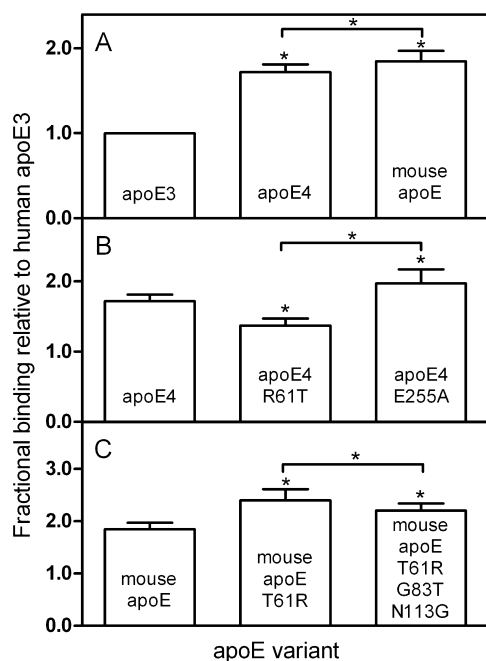 Fractional binding relative to human apoE3
A
*
2.0
*
*
1.0
apoE3
apoE4
mouse
apoE
0.0
B
*
*
2.0
*
1.0
apoE4
apoE4
R61T
apoE4
E255A
0.0
C
*
3.0
*
*
2.0
1.0
mouse
apoE
mouse
apoE
T61R
mouse
apoE
T61R
G83T
N113G
0.0
apoE variant